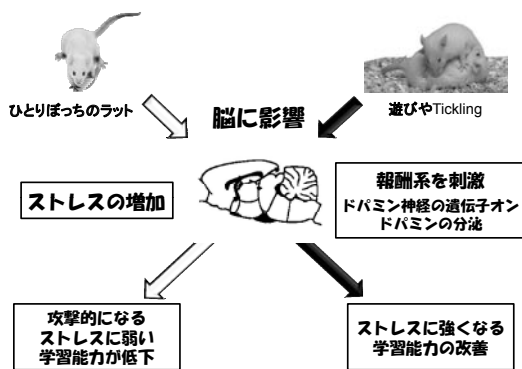 ひとりぼっちのラット
遊びやTickling
脳に影響
ストレスの増加
報酬系を刺激
ドパミン神経の遺伝子オン
ドパミンの分泌
攻撃的になる
ストレスに弱い
学習能力が低下
ストレスに強くなる
学習能力の改善